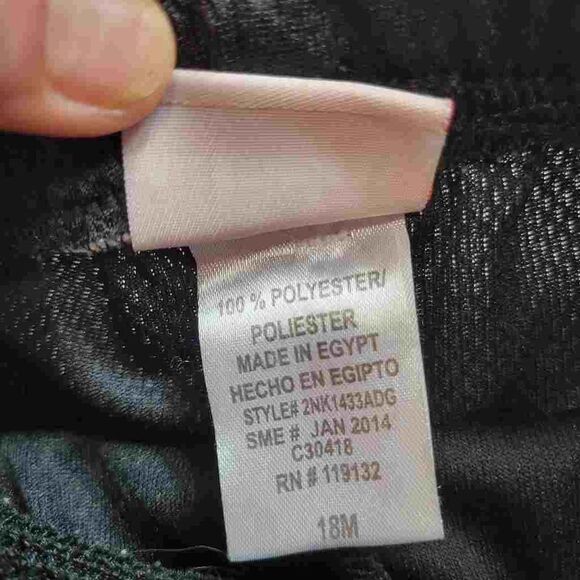 100 % POLYESTER/
POLIESTER
MADE IN EGYPT
HECHO EN EGIPTO
STYLE# 2NK1433ADG
SME # JAN 2014
C30418
RN # 119132
18M